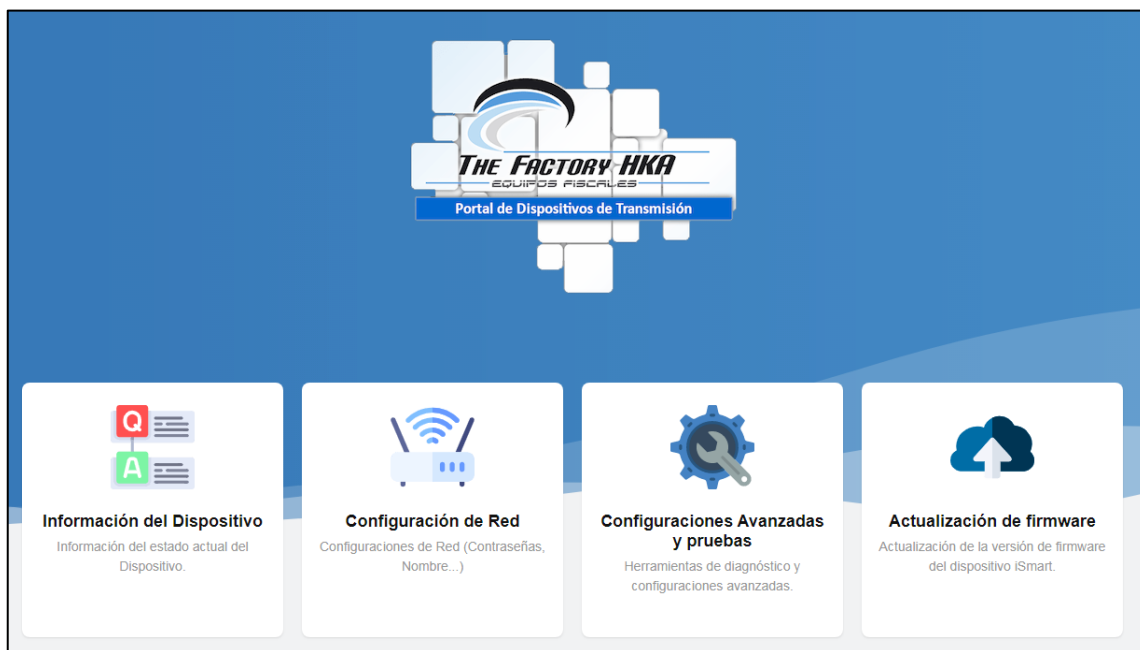 THE FACTORY HKA
EQUIPOS FISCALES
Portal de Dispositivos de Transmisión
Q
A
Información del Dispositivo
Información del estado actual del
Dispositivo.
Configuración de Red
Configuraciones de Red (Contraseñas,
Nombre...)
Configuraciones Avanzadas
y pruebas
Herramientas de diagnóstico y
configuraciones avanzadas.
Actualización de firmware
Actualización de la versión de firmware
del dispositivo iSmart.